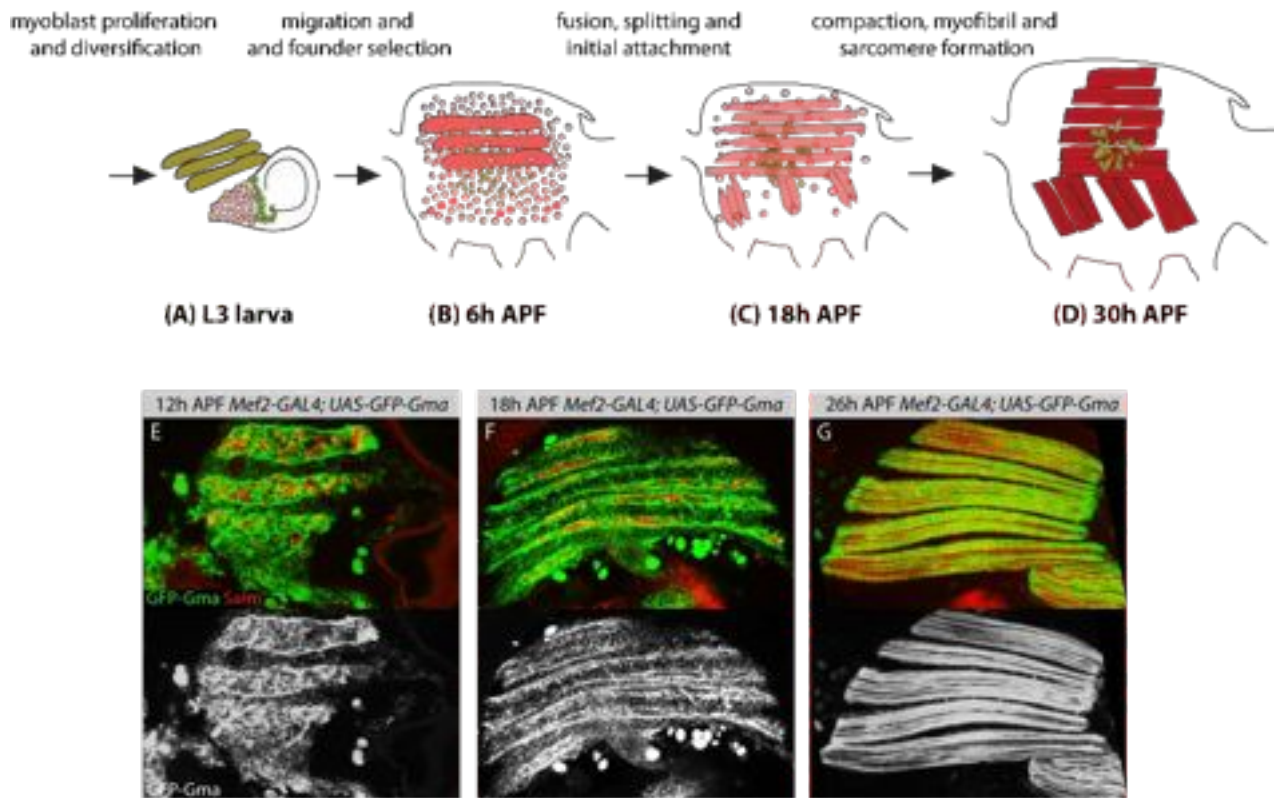 myoblast proliferation
and diversification
migration and
and founder selection
fusion, splitting and
initial attachment
compaction, myofibril and
sarcomere formation
(A) L3 larva
(B) 6h APF
(C) 18h APF
(D) 30h APF
12h APF Mef2-GAL4; UAS-GFP-Gma
18h APF Mef2-GAL4; UAS-GFP-Gma
26h APF Mef2-GAL4; UAS-GFP-Gma
E
F
G
GFP-Gma Salm
GFP-Gma